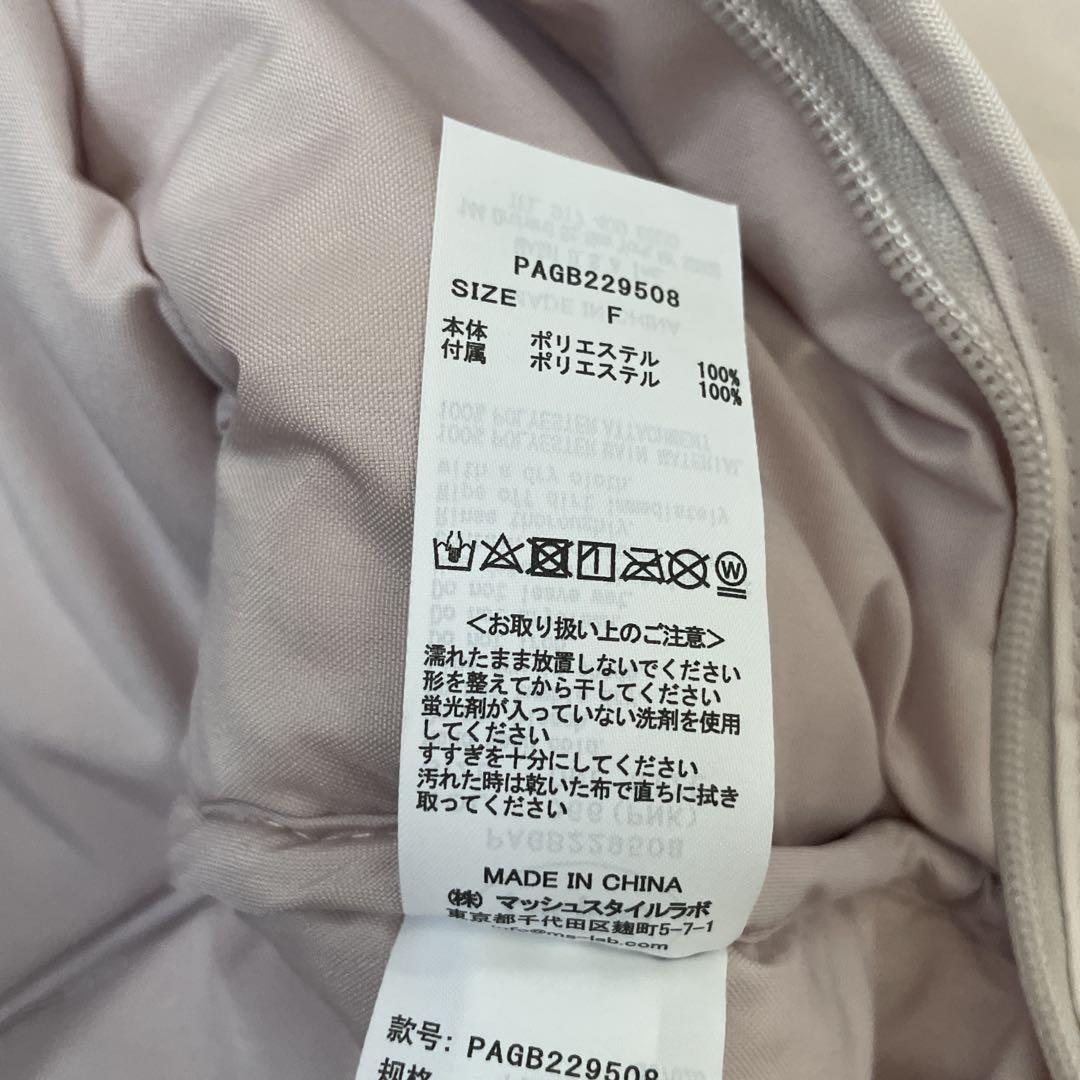 PAGB229508
SIZE F
本体 ポリエステル 100%
付属 ポリエステル 100%
W
<お取り扱い上のご注意>
濡れたまま放置しないでください
形を整えてから干してください
蛍光剤が入っていない洗剤を使用
してください
すすぎを十分にしてください
汚れた時は乾いた布で直ちに拭き
取ってください
MADE IN CHINA
(株) マッシュスタイルラボ
東京都千代田区麹町5-7-1
info@ms-lab.com
款号: PAGB229508
规格